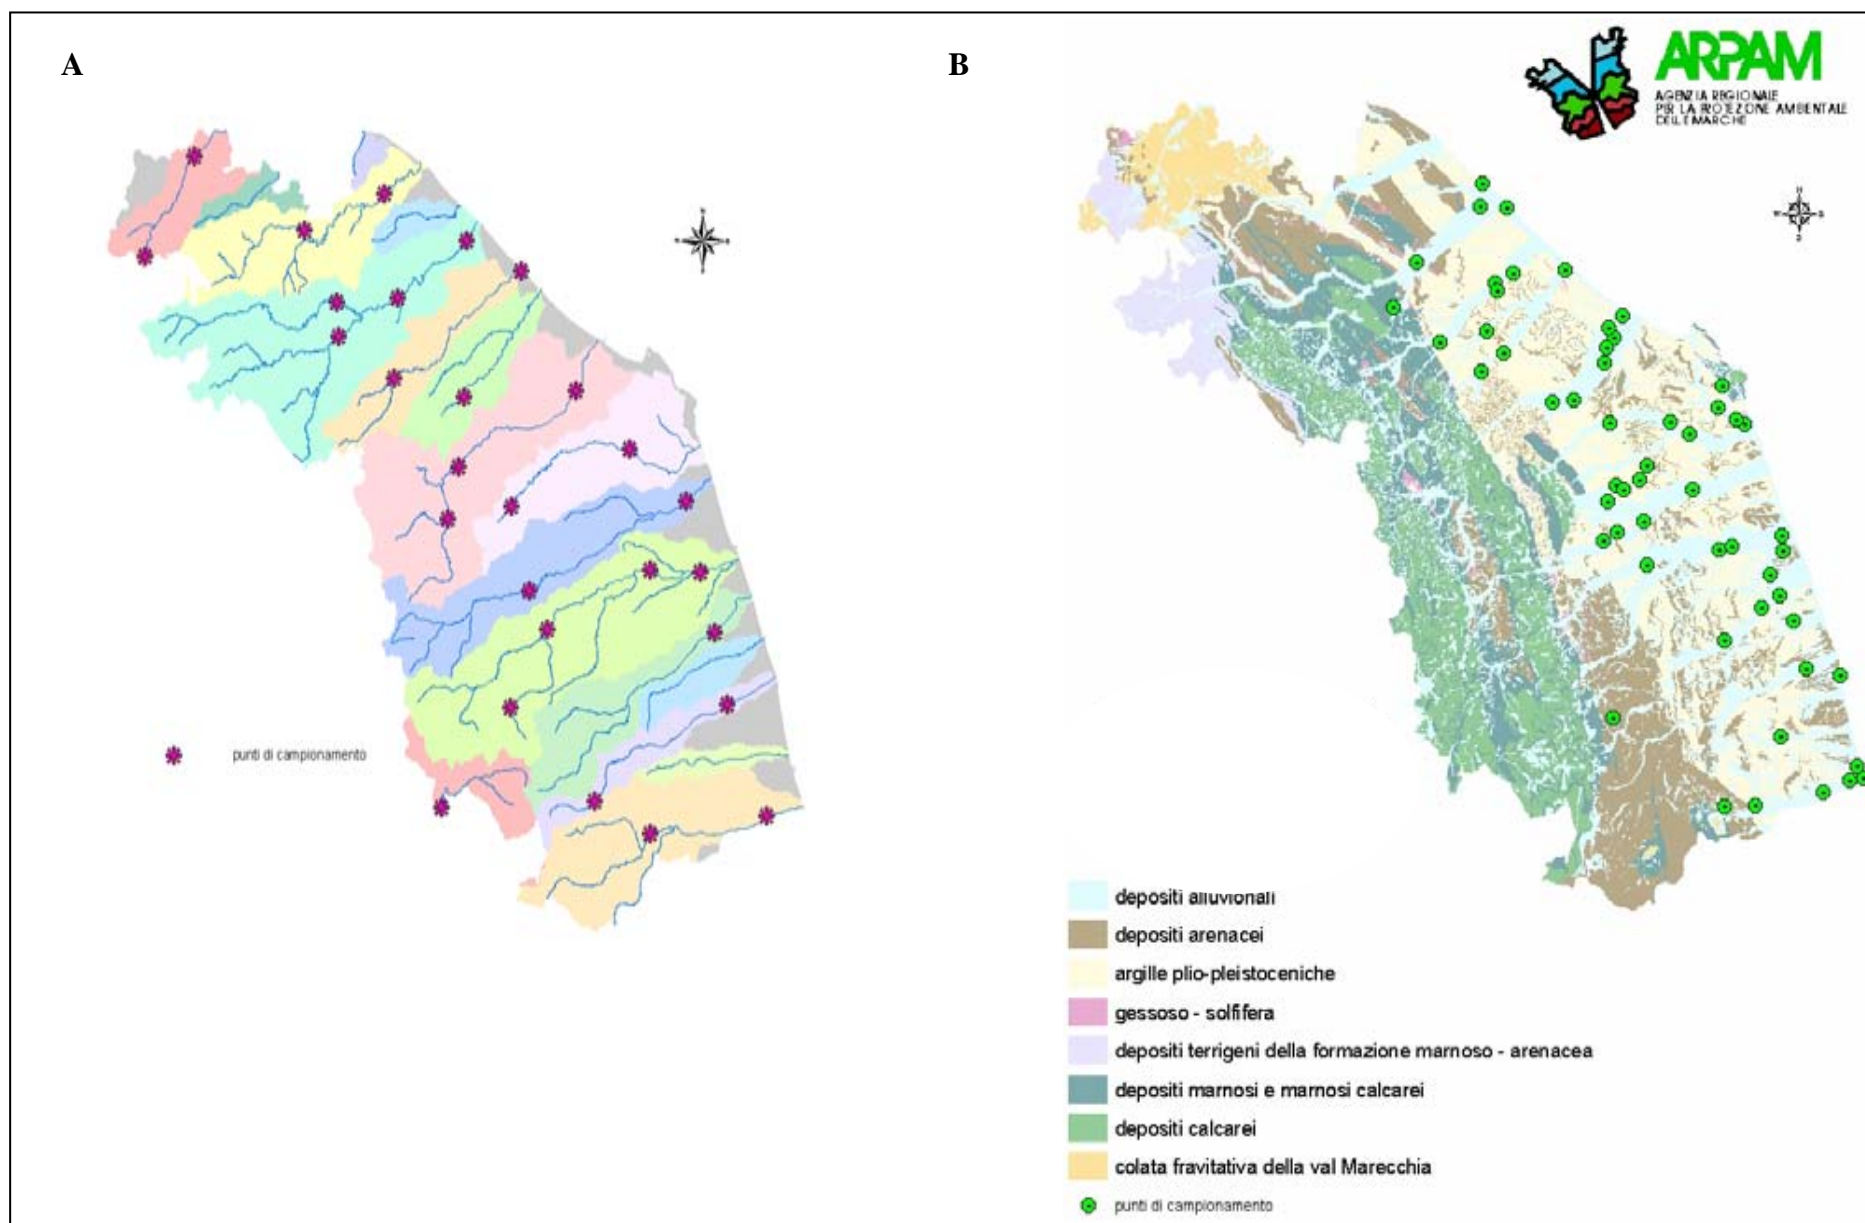 A
B
ARPAM
AGENZIA REGIONALE
PER LA PROTEZIONE AMBIENTALE
DELLE MARCHE
punti di campionamento
depositi alluvionali
depositi arenacei
argille plio-pleistoceniche
gessoso - solfifera
depositi terrigeni della formazione marnoso - arenacea
depositi marnosi e marnosi calcarei
depositi calcarei
colata fravitativa della val Marecchia
punti di campionamento